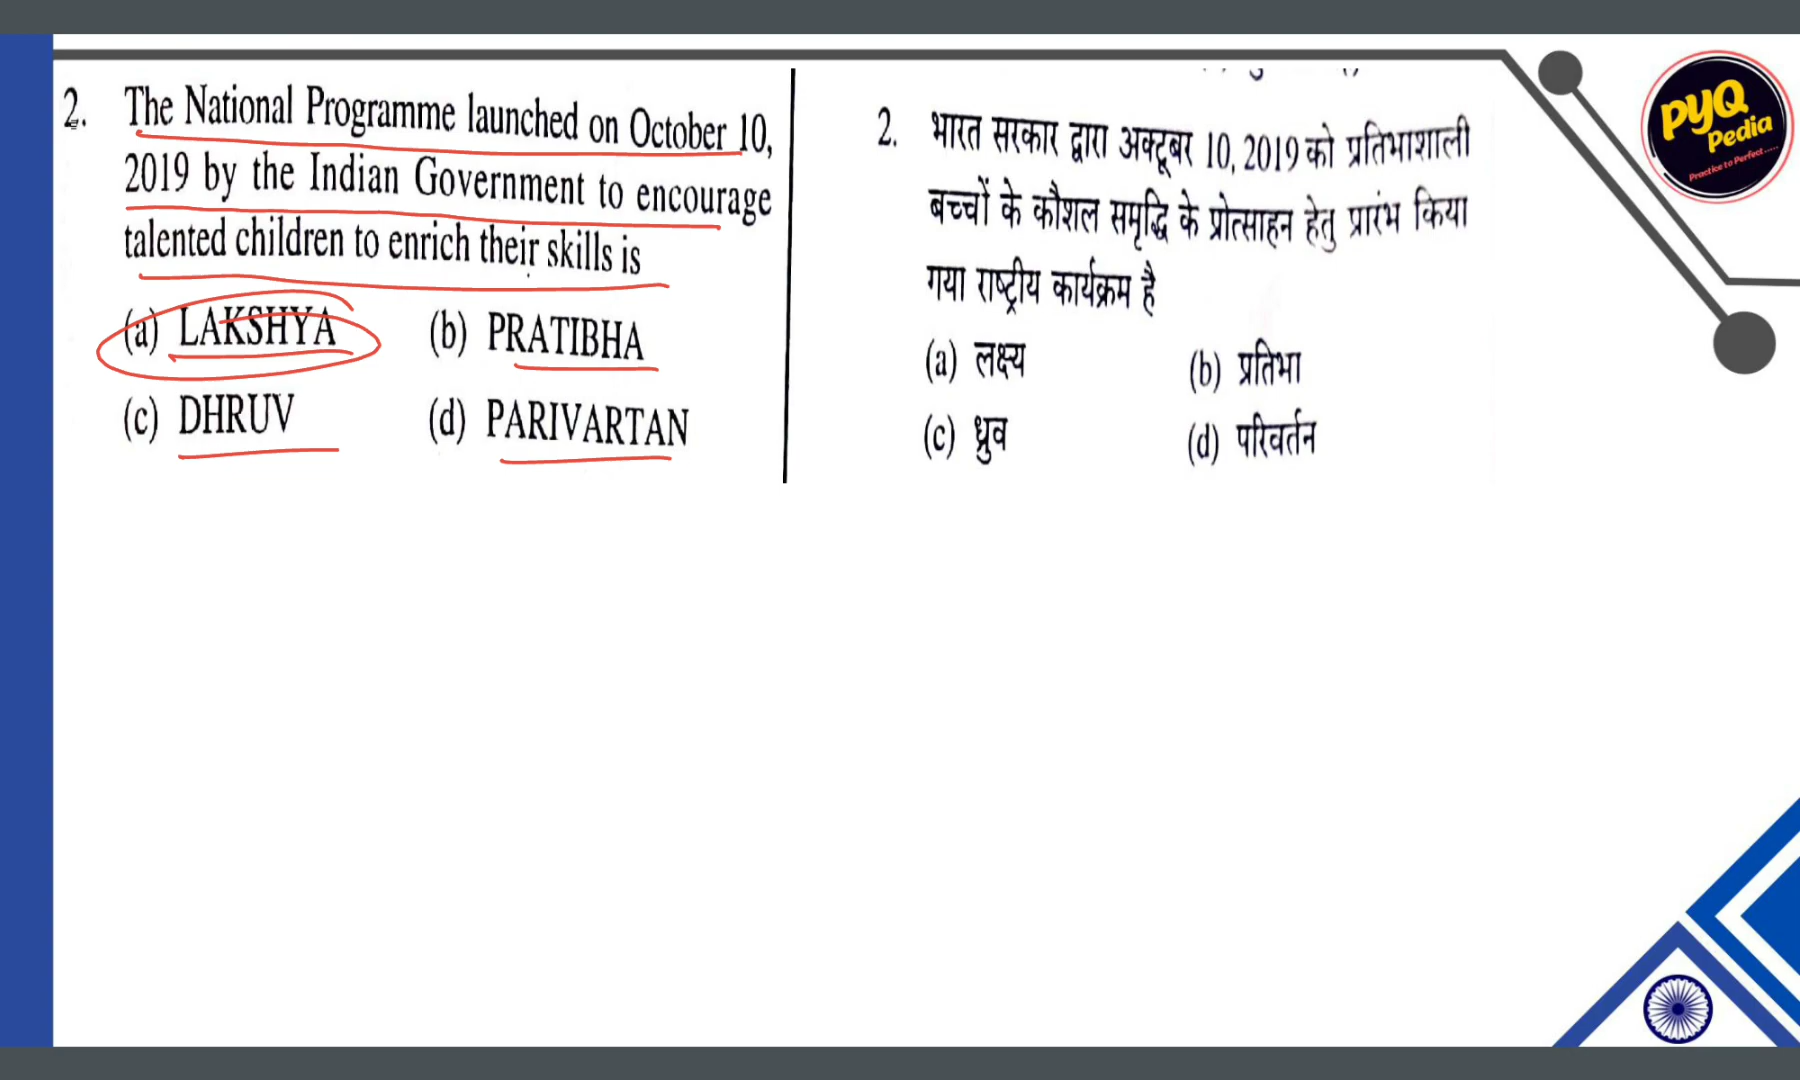 2. The National Programme launched on October 10,
2019 by the Indian Government to encourage
talented children to enrich their skills is
(a) LAKSHYA (b) PRATIBHA
(c) DHRUV (d) PARIVARTAN
2. भारत सरकार द्वारा अक्टूबर 10, 2019 को प्रतिभाशाली
बच्चों के कौशल समृद्धि के प्रोत्साहन हेतु प्रारंभ किया
गया राष्ट्रीय कार्यक्रम है
(a) लक्ष्य (b) प्रतिभा
(c) ध्रुव (d) परिवर्तन
PYQ
Pedia
Practice to Perfect.....